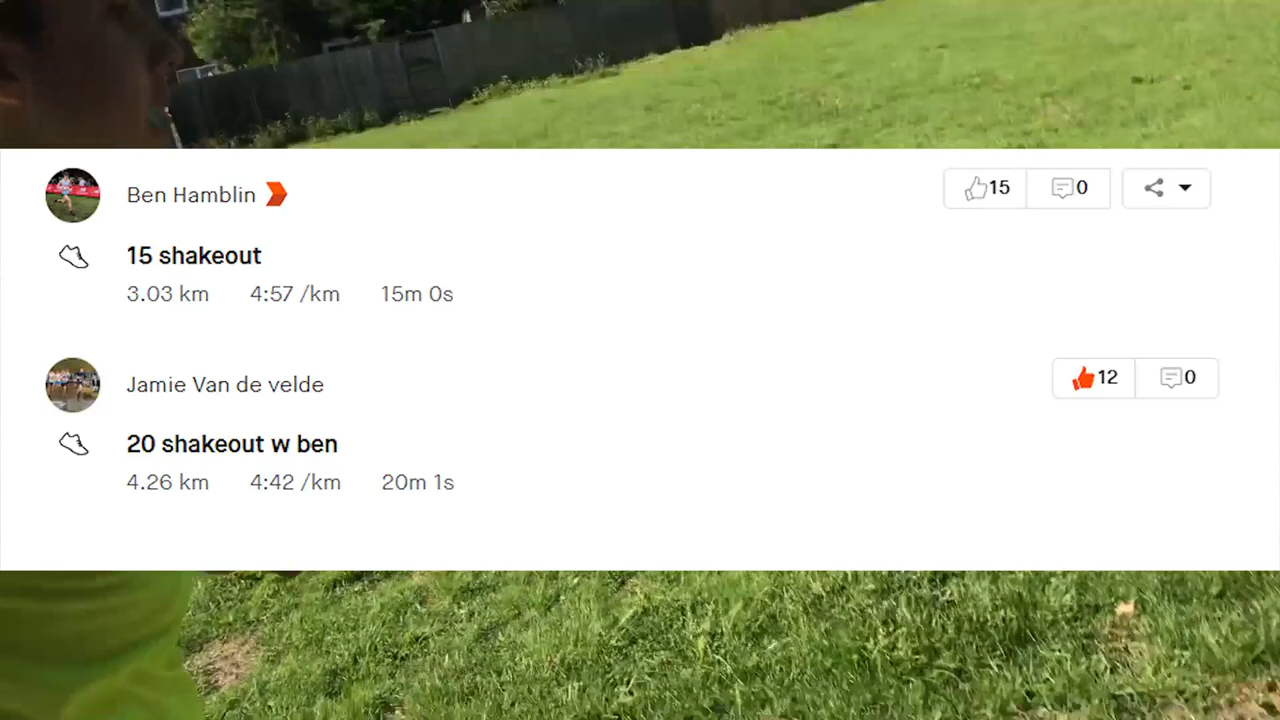 Ben Hamblin
15 0
15 shakeout
3.03 km 4:57 /km 15m 0s
Jamie Van de velde
12 0
20 shakeout w ben
4.26 km 4:42 /km 20m 1s